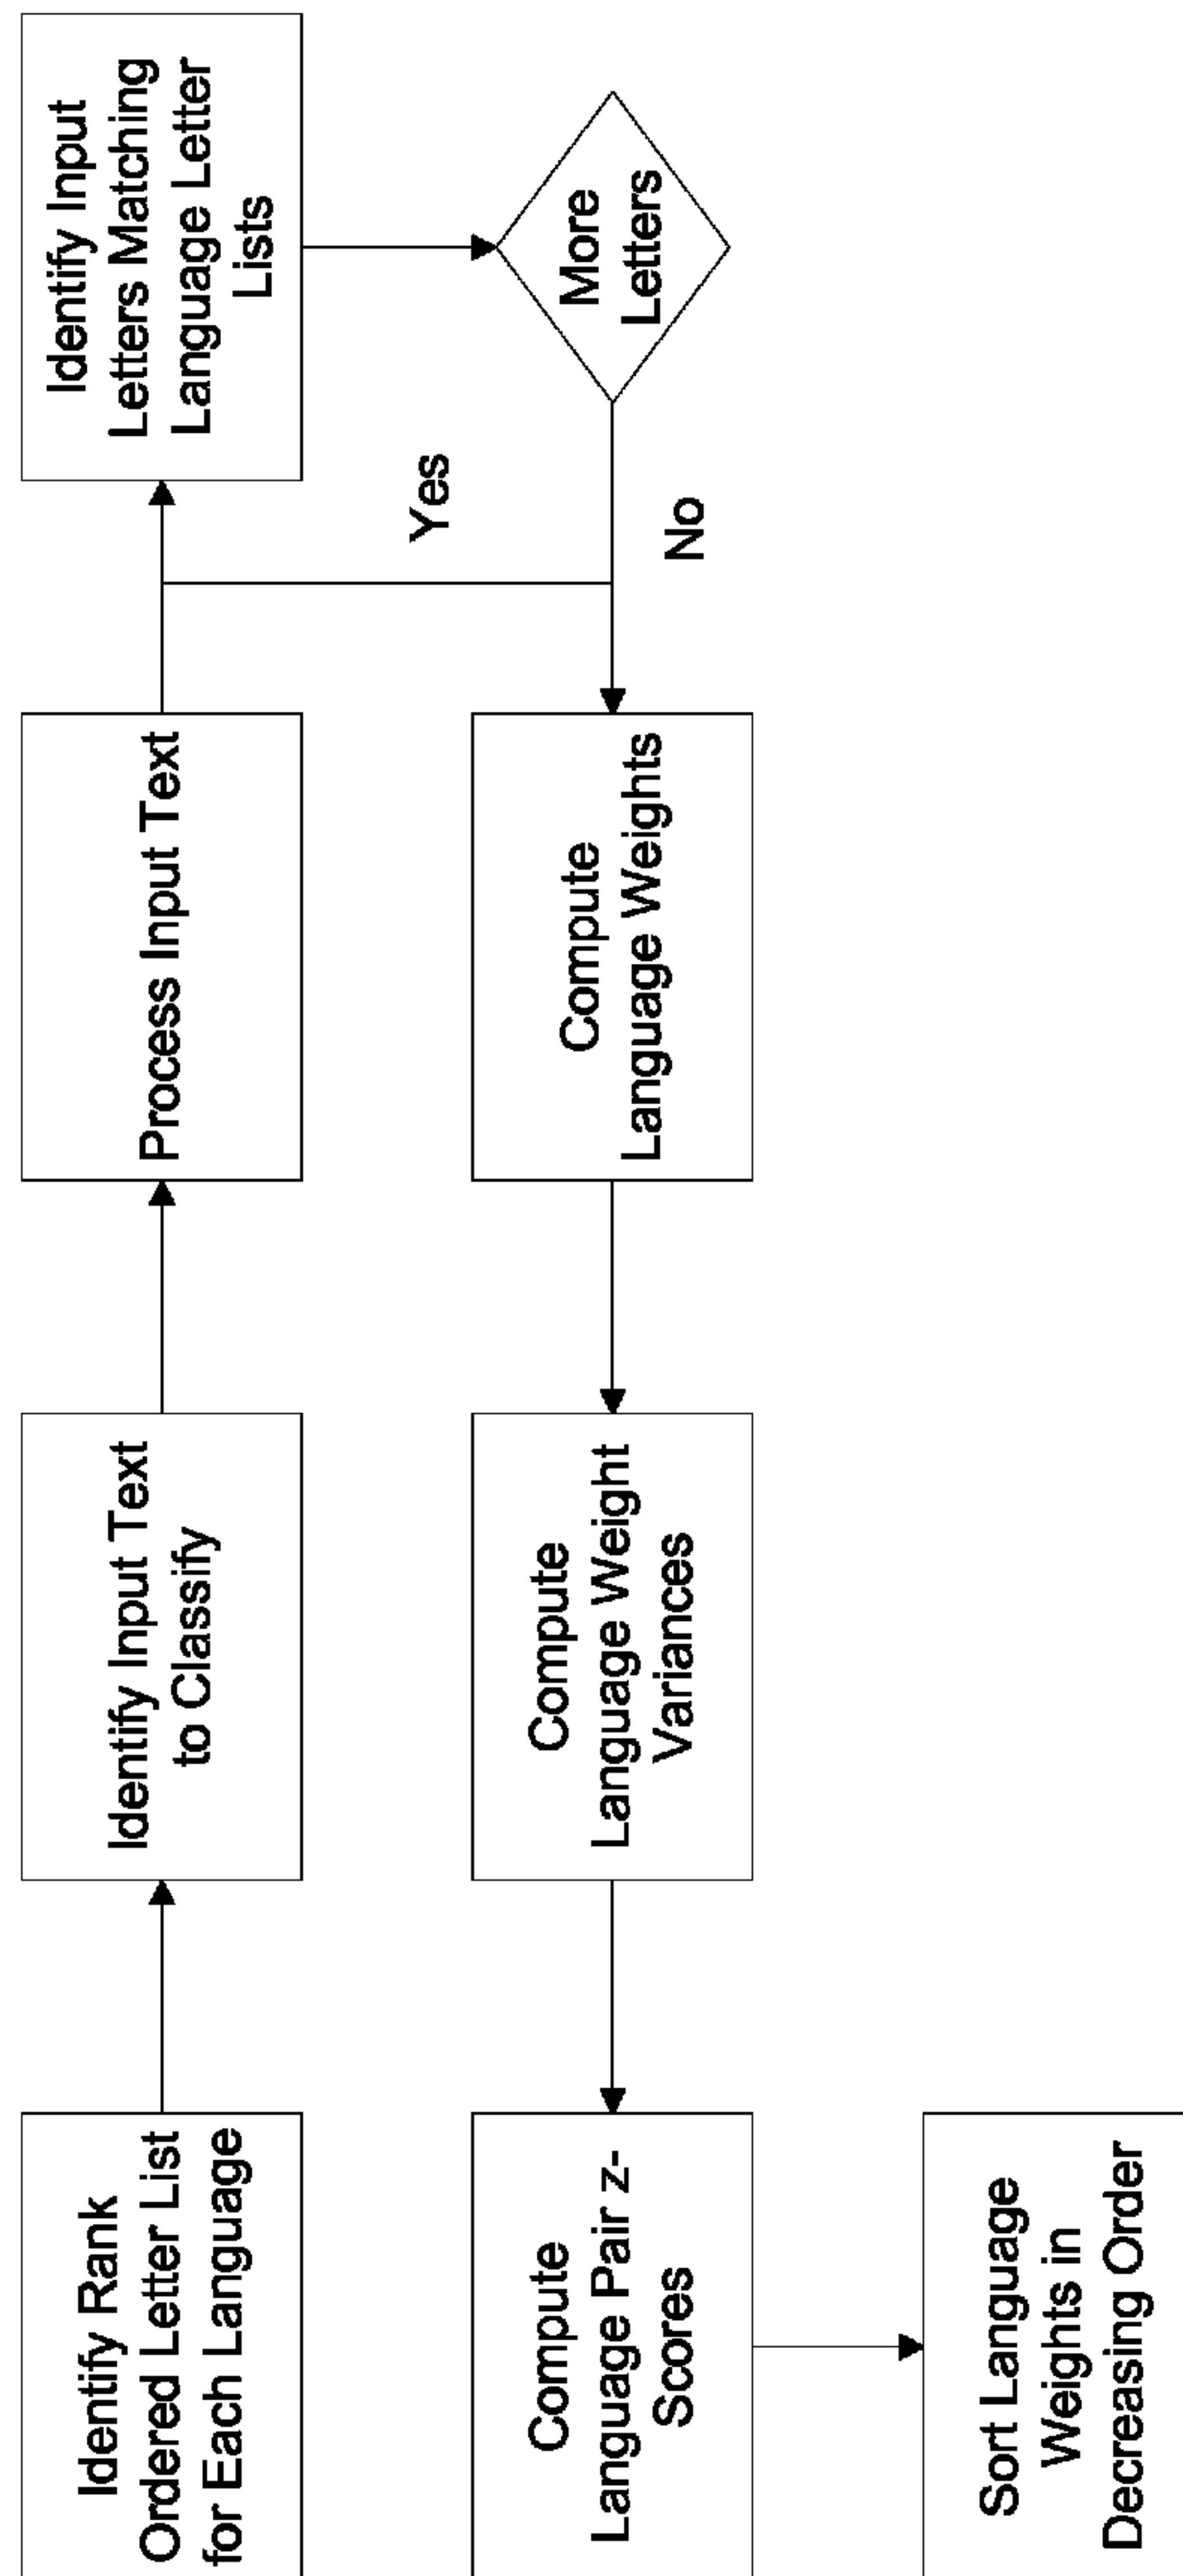 Identify Rank
Ordered Letter List
for Each Language
Identify Input Text
to Classify
Process Input Text
Identify Input
Letters Matching
Language Letter
Lists
More
Letters
Yes
No
Compute
Language Weights
Compute
Language Weight
Variances
Compute
Language Pair z-
Scores
Sort Language
Weights in
Decreasing Order